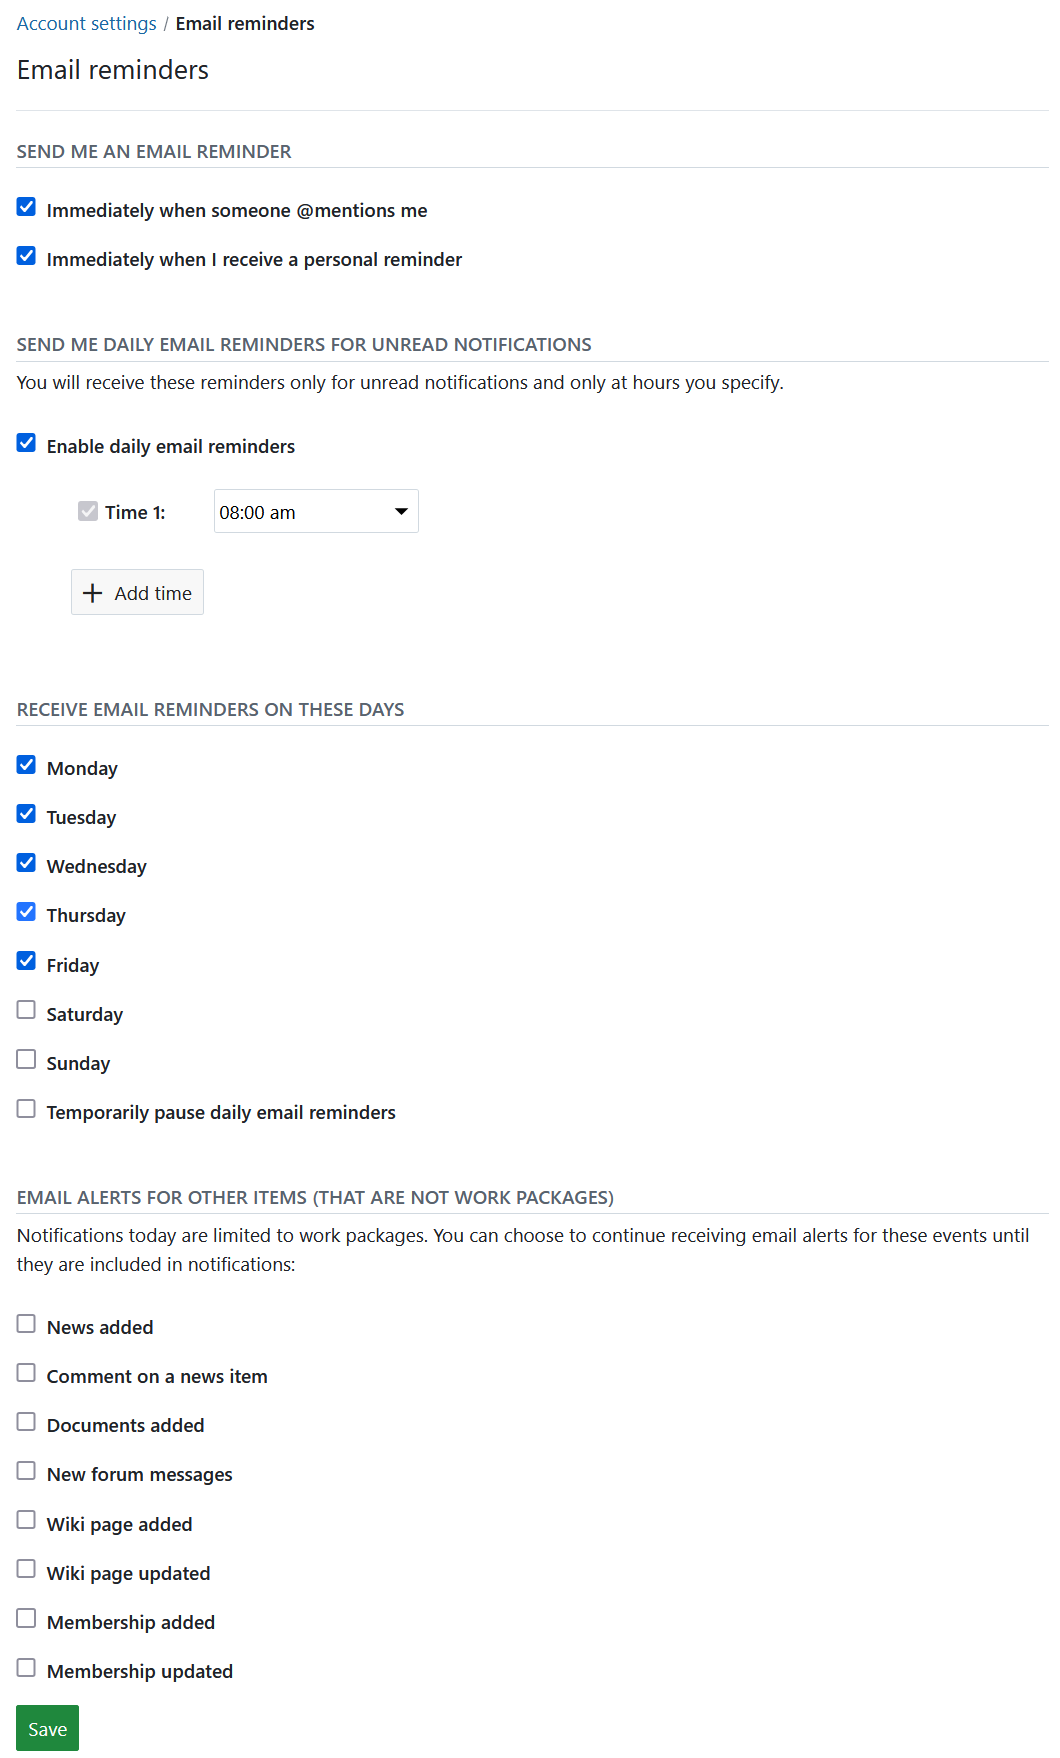 Account settings / Email reminders
Email reminders
SEND ME AN EMAIL REMINDER
Immediately when someone @mentions me
Immediately when I receive a personal reminder
SEND ME DAILY EMAIL REMINDERS FOR UNREAD NOTIFICATIONS
You will receive these reminders only for unread notifications and only at hours you specify.
Enable daily email reminders
Time 1: 08:00 am
Add time
RECEIVE EMAIL REMINDERS ON THESE DAYS
Monday
Tuesday
Wednesday
Thursday
Friday
Saturday
Sunday
Temporarily pause daily email reminders
EMAIL ALERTS FOR OTHER ITEMS (THAT ARE NOT WORK PACKAGES)
Notifications today are limited to work packages. You can choose to continue receiving email alerts for these events until
they are included in notifications:
News added
Comment on a news item
Documents added
New forum messages
Wiki page added
Wiki page updated
Membership added
Membership updated
Save